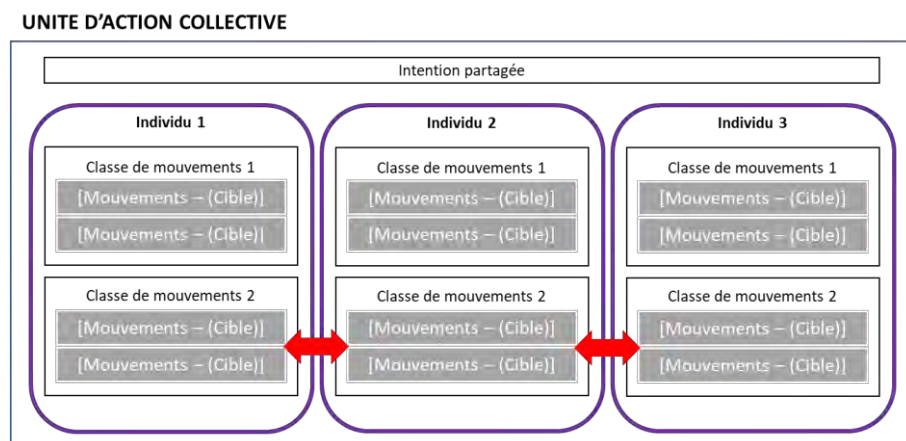 UNITE D'ACTION COLLECTIVE
Intention partagée
Individu 1
Classe de mouvements 1
[Mouvements – (Cible)]
[Mouvements – (Cible)]
Classe de mouvements 2
[Mouvements – (Cible)]
[Mouvements – (Cible)]
Individu 2
Classe de mouvements 1
[Mouvements – (Cible)]
[Mouvements – (Cible)]
Classe de mouvements 2
[Mouvements – (Cible)]
[Mouvements – (Cible)]
Individu 3
Classe de mouvements 1
[Mouvements – (Cible)]
[Mouvements – (Cible)]
Classe de mouvements 2
[Mouvements – (Cible)]
[Mouvements – (Cible)]